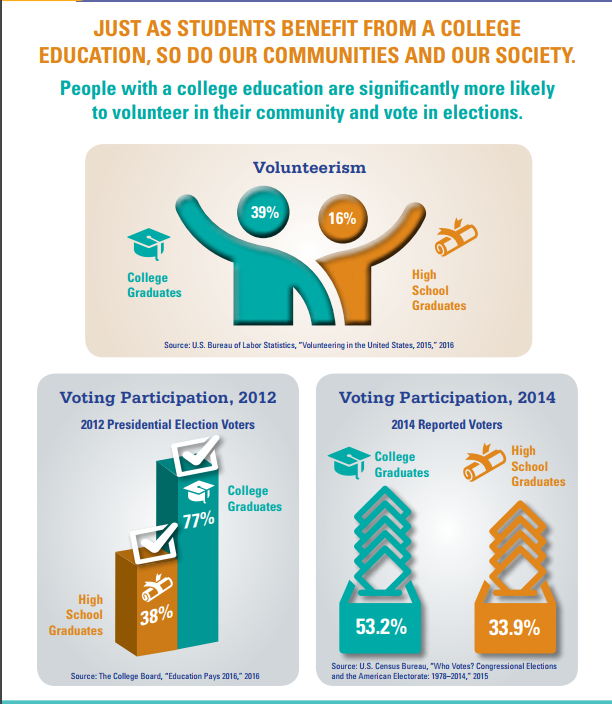 JUST AS STUDENTS BENEFIT FROM A COLLEGE
EDUCATION, SO DO OUR COMMUNITIES AND OUR SOCIETY.
People with a college education are significantly more likely
to volunteer in their community and vote in elections.
Volunteerism
39%
16%
College
Graduates
High
School
Graduates
Source: U.S. Bureau of Labor Statistics, "Volunteering in the United States, 2015," 2016
Voting Participation, 2012
2012 Presidential Election Voters
College
Graduates
77%
High
School
Graduates
38%
Source: The College Board, "Education Pays 2016," 2016
Voting Participation, 2014
2014 Reported Voters
College
Graduates
High
School
Graduates
53.2%
33.9%
Source: U.S. Census Bureau, "Who Votes? Congressional Elections
and the American Electorate: 1978–2014," 2015